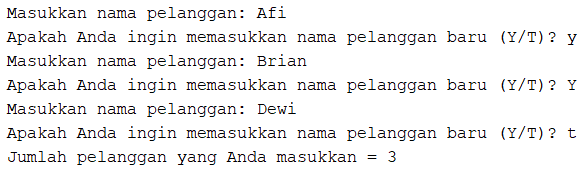 Masukkan nama pelanggan: Afi
Apakah Anda ingin memasukkan nama pelanggan baru (Y/T)? y
Masukkan nama pelanggan: Brian
Apakah Anda ingin memasukkan nama pelanggan baru (Y/T)? Y
Masukkan nama pelanggan: Dewi
Apakah Anda ingin memasukkan nama pelanggan baru (Y/T)? t
Jumlah pelanggan yang Anda masukkan = 3